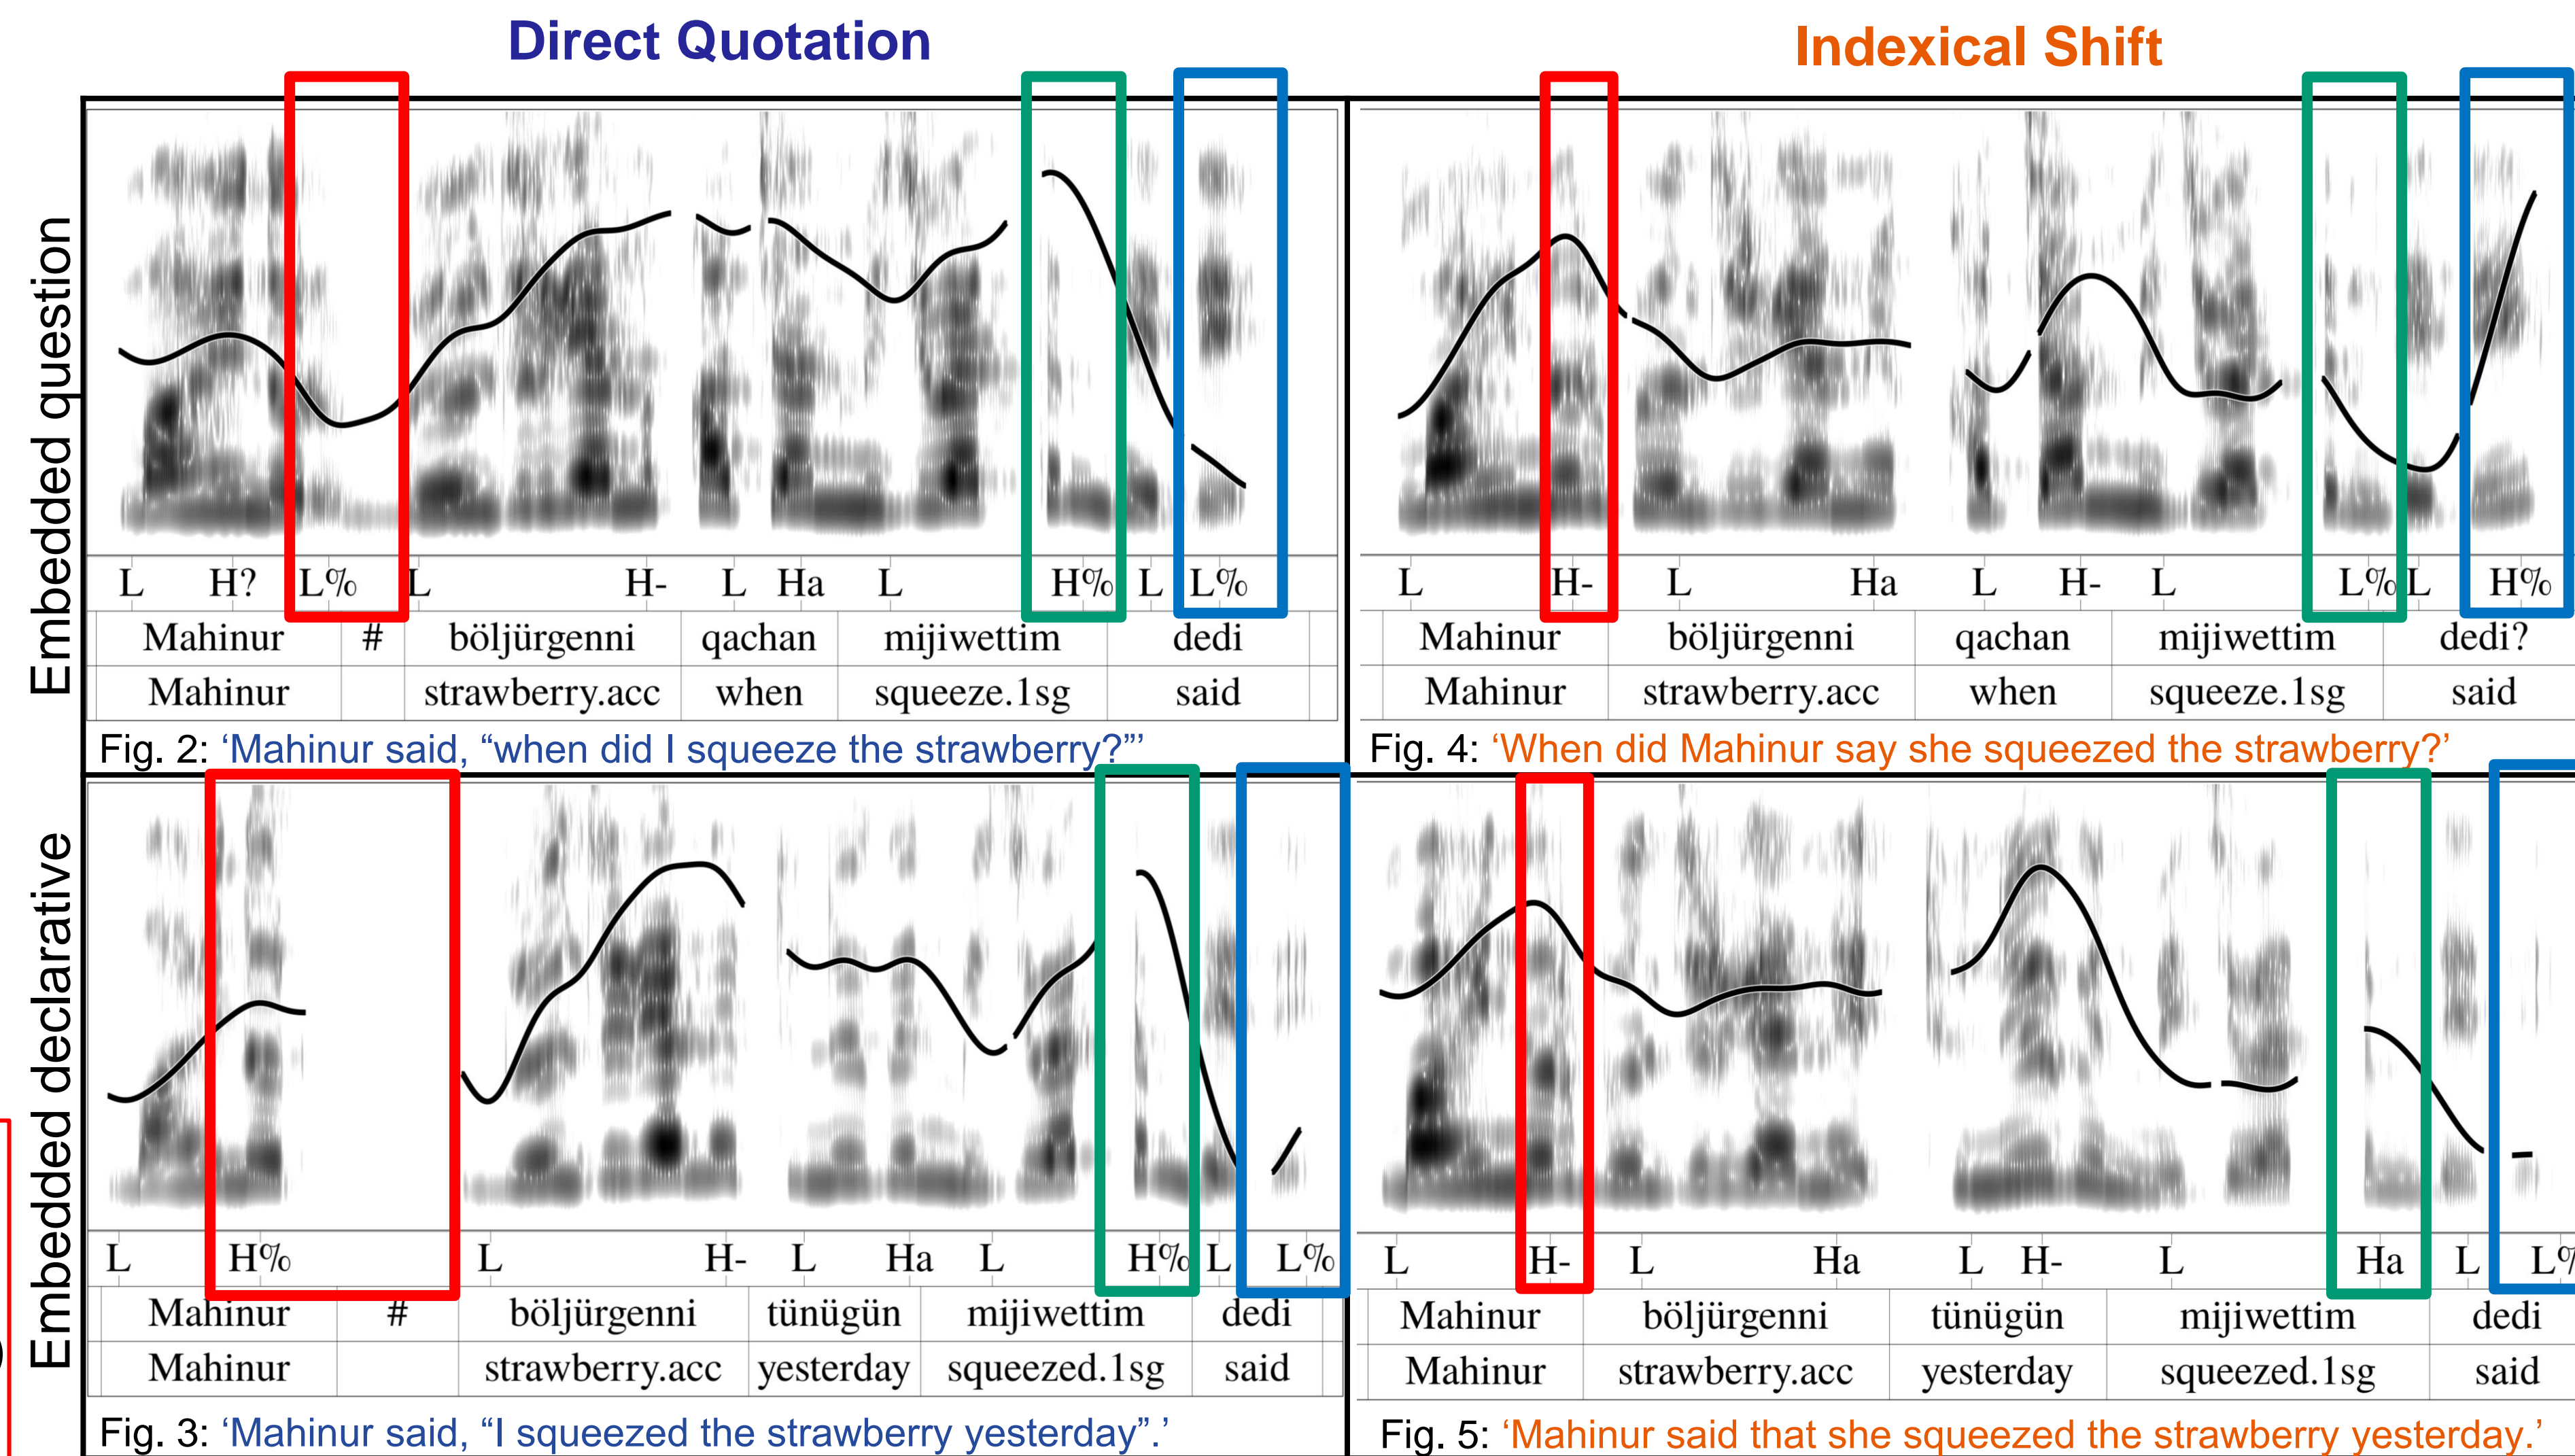 Direct Quotation
Indexical Shift
Embedded question
L H? L% L H- L Ha L H% L L%
Mahinur # böljürgenni qachan mijiwettim dedi
Mahinur strawberry.acc when squeeze.1sg said
Fig. 2: ‘Mahinur said, “when did I squeeze the strawberry?”’
L H- L Ha L H- L L% L H%
Mahinur böljürgenni qachan mijiwettim dedi?
Mahinur strawberry.acc when squeeze.1sg said
Fig. 4: ‘When did Mahinur say she squeezed the strawberry?’
Embedded declarative
L H% L H- L Ha L H% L L%
Mahinur # böljürgenni tünügün mijiwettim dedi
Mahinur strawberry.acc yesterday squeezed.1sg said
Fig. 3: ‘Mahinur said, “I squeezed the strawberry yesterday”.’
L H- L Ha L H- L Ha L L%
Mahinur böljürgenni tünügün mijiwettim dedi
Mahinur strawberry.acc yesterday squeezed.1sg said
Fig. 5: ‘Mahinur said that she squeezed the strawberry yesterday.’